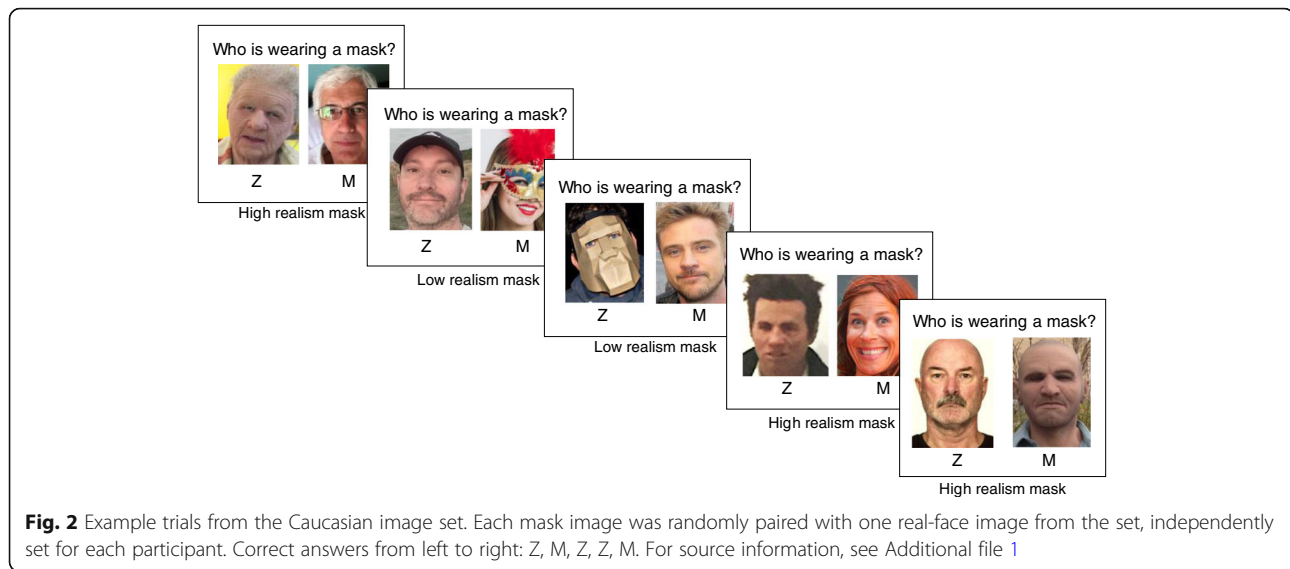 Who is wearing a mask?
Z M
High realism mask
Who is wearing a mask?
Z M
Low realism mask
Who is wearing a mask?
Z M
Low realism mask
Who is wearing a mask?
Z M
High realism mask
Who is wearing a mask?
Z M
High realism mask
Fig. 2 Example trials from the Caucasian image set. Each mask image was randomly paired with one real-face image from the set, independently
set for each participant. Correct answers from left to right: Z, M, Z, Z, M. For source information, see Additional file 1